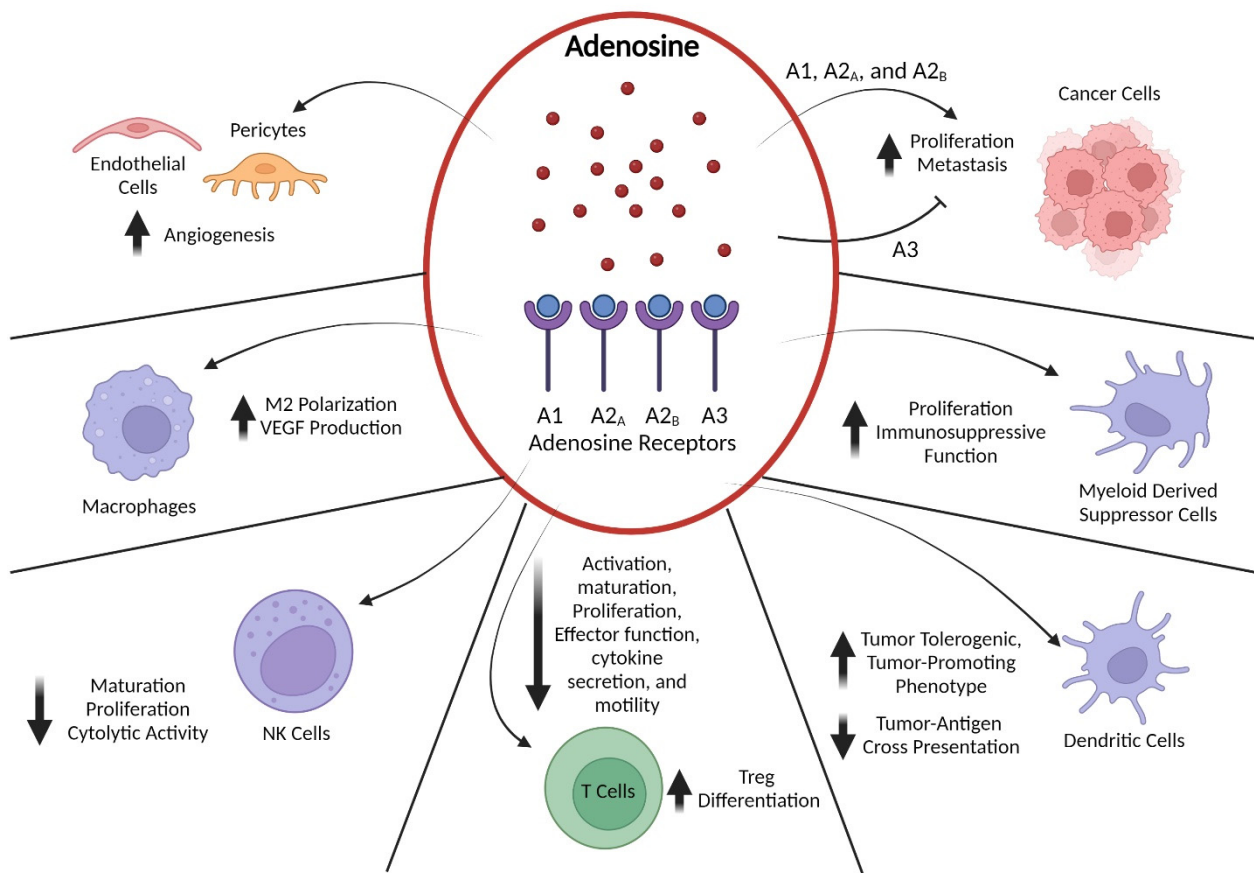 Adenosine
A1, A2A, and A2B
Cancer Cells
Proliferation
Metastasis
A3
Pericytes
Endothelial
Cells
Angiogenesis
A1 A2A A2B A3
Adenosine Receptors
M2 Polarization
VEGF Production
Macrophages
Proliferation
Immunosuppressive
Function
Myeloid Derived
Suppressor Cells
Maturation
Proliferation
Cytolytic Activity
NK Cells
Activation,
maturation,
Proliferation,
Effector function,
cytokine
secretion, and
motility
T Cells
Treg
Differentiation
Tumor Tolerogenic,
Tumor-Promoting
Phenotype
Tumor-Antigen
Cross Presentation
Dendritic Cells